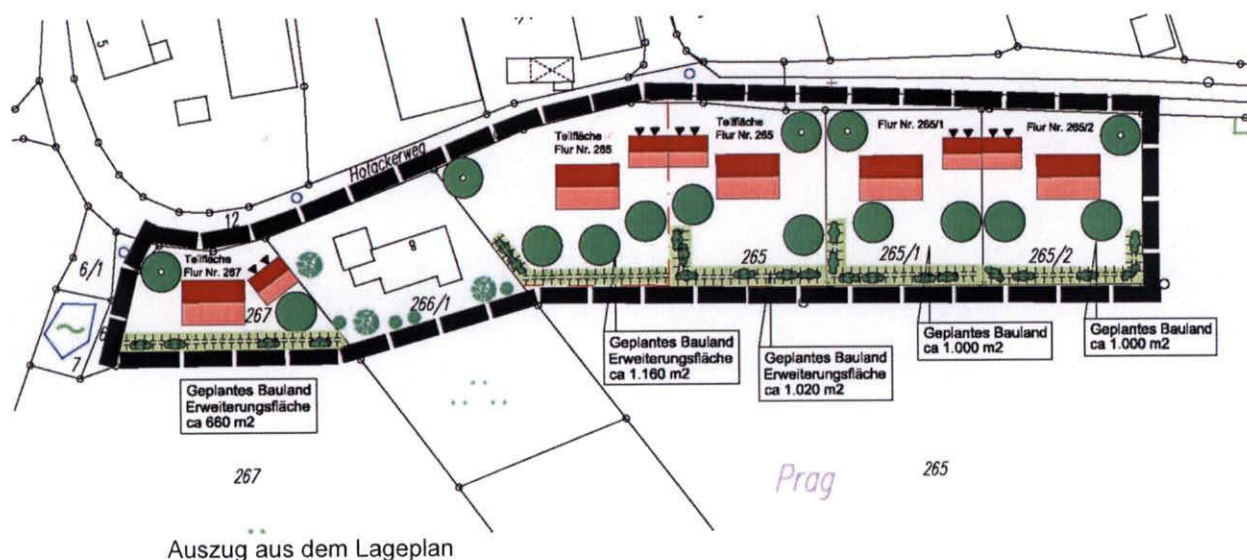 5
Hofackerweg
12
6/1
7
Teilfläche
Flur Nr. 267
267
8
266/1
Teilfläche
Flur Nr. 265
Teilfläche
Flur Nr. 265
Flur Nr. 265/1
Flur Nr. 265/2
265
265/1
265/2
Geplantes Bauland
Erweiterungsfläche
ca 660 m2
Geplantes Bauland
Erweiterungsfläche
ca 1.160 m2
Geplantes Bauland
Erweiterungsfläche
ca 1.020 m2
Geplantes Bauland
ca 1.000 m2
Geplantes Bauland
ca 1.000 m2
267
Prag
265
Auszug aus dem Lageplan